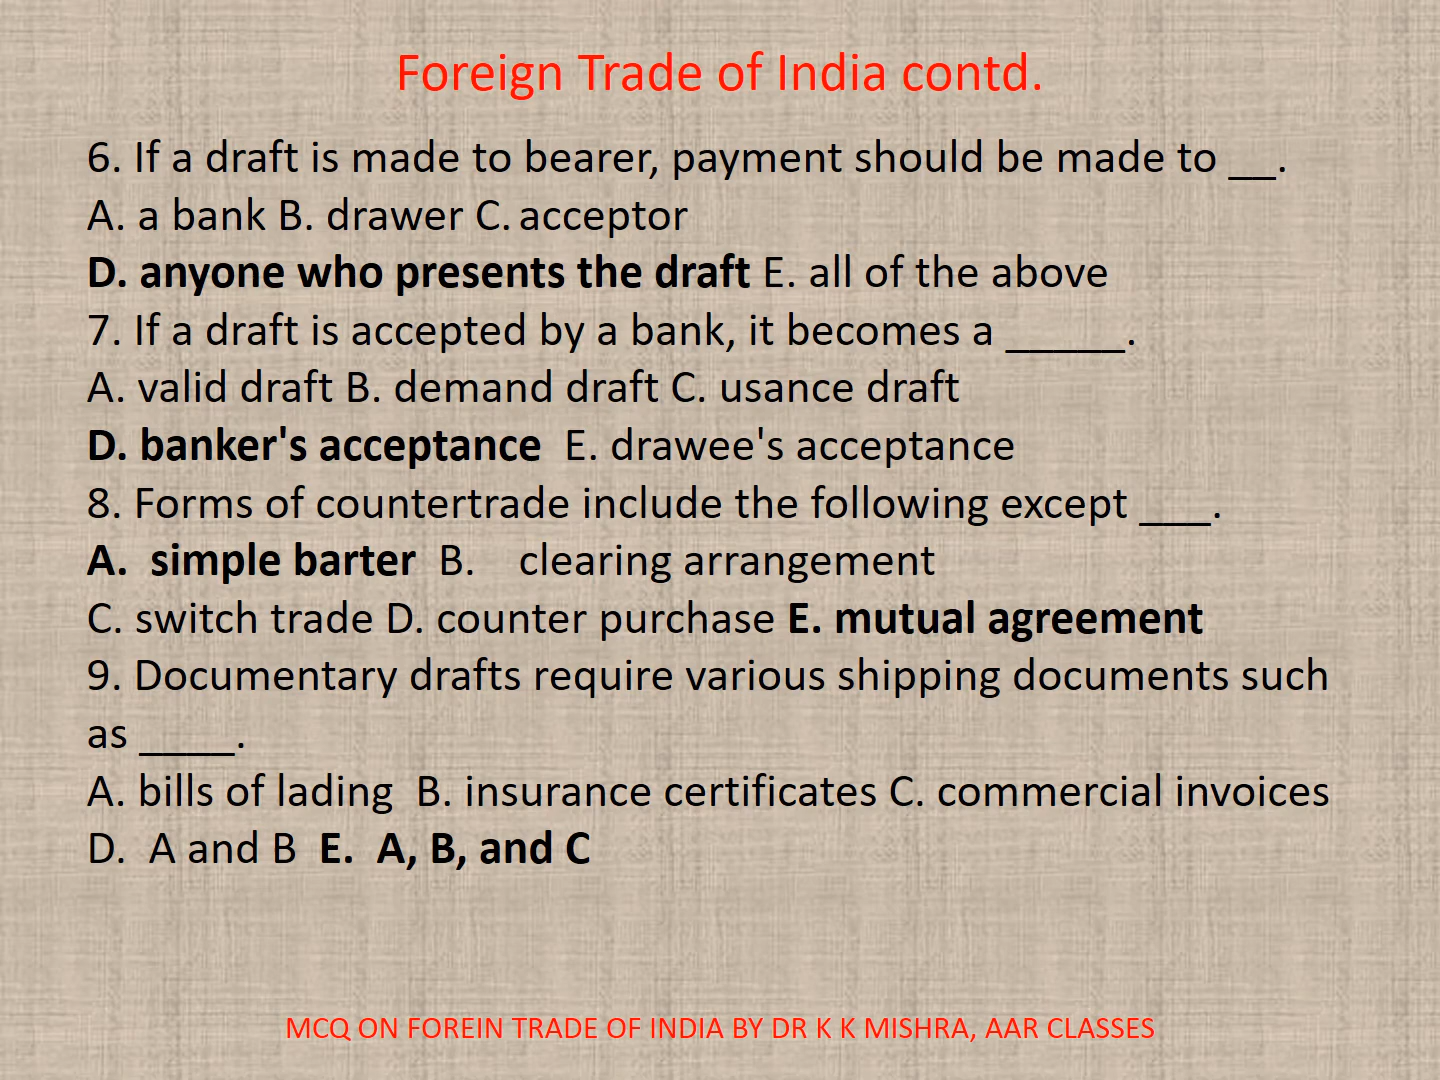 Foreign Trade of India contd.
6. If a draft is made to bearer, payment should be made to __.
A. a bank B. drawer C. acceptor
D. anyone who presents the draft E. all of the above
7. If a draft is accepted by a bank, it becomes a _____.
A. valid draft B. demand draft C. usance draft
D. banker's acceptance E. drawee's acceptance
8. Forms of countertrade include the following except ___.
A. simple barter B. clearing arrangement
C. switch trade D. counter purchase E. mutual agreement
9. Documentary drafts require various shipping documents such
as ____.
A. bills of lading B. insurance certificates C. commercial invoices
D. A and B E. A, B, and C
MCQ ON FOREIN TRADE OF INDIA BY DR K K MISHRA, AAR CLASSES